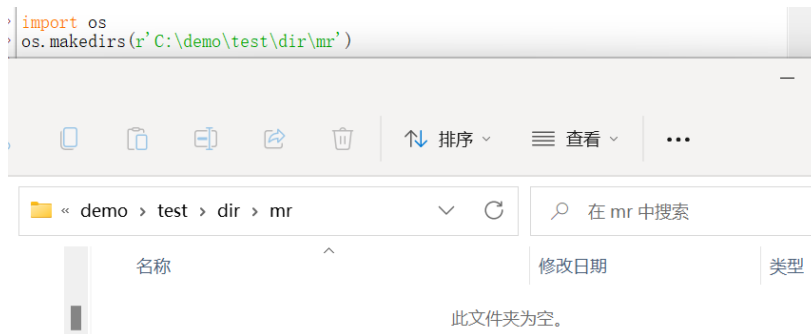 import os
os.makedirs(r'C:\demo\test\dir\mr')
排序 查看
« demo › test › dir › mr 在 mr 中搜索
名称 修改日期 类型
此文件夹为空。